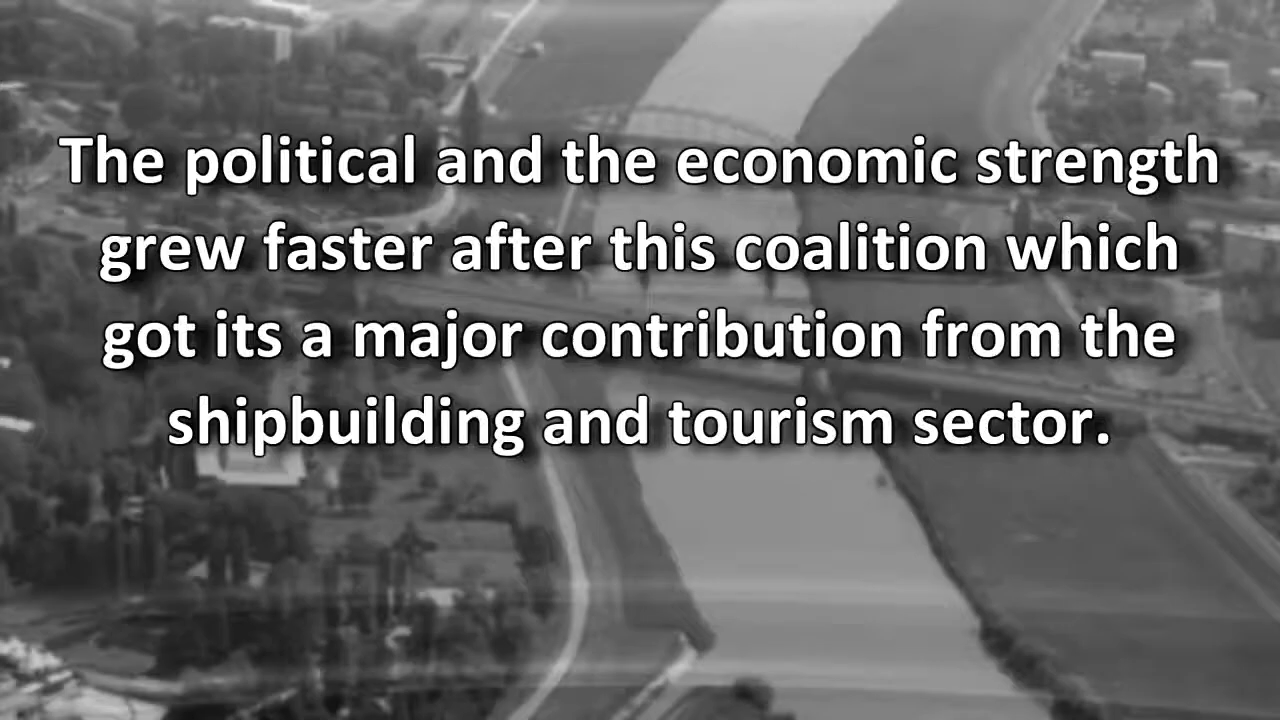 The political and the economic strength
grew faster after this coalition which
got its a major contribution from the
shipbuilding and tourism sector.